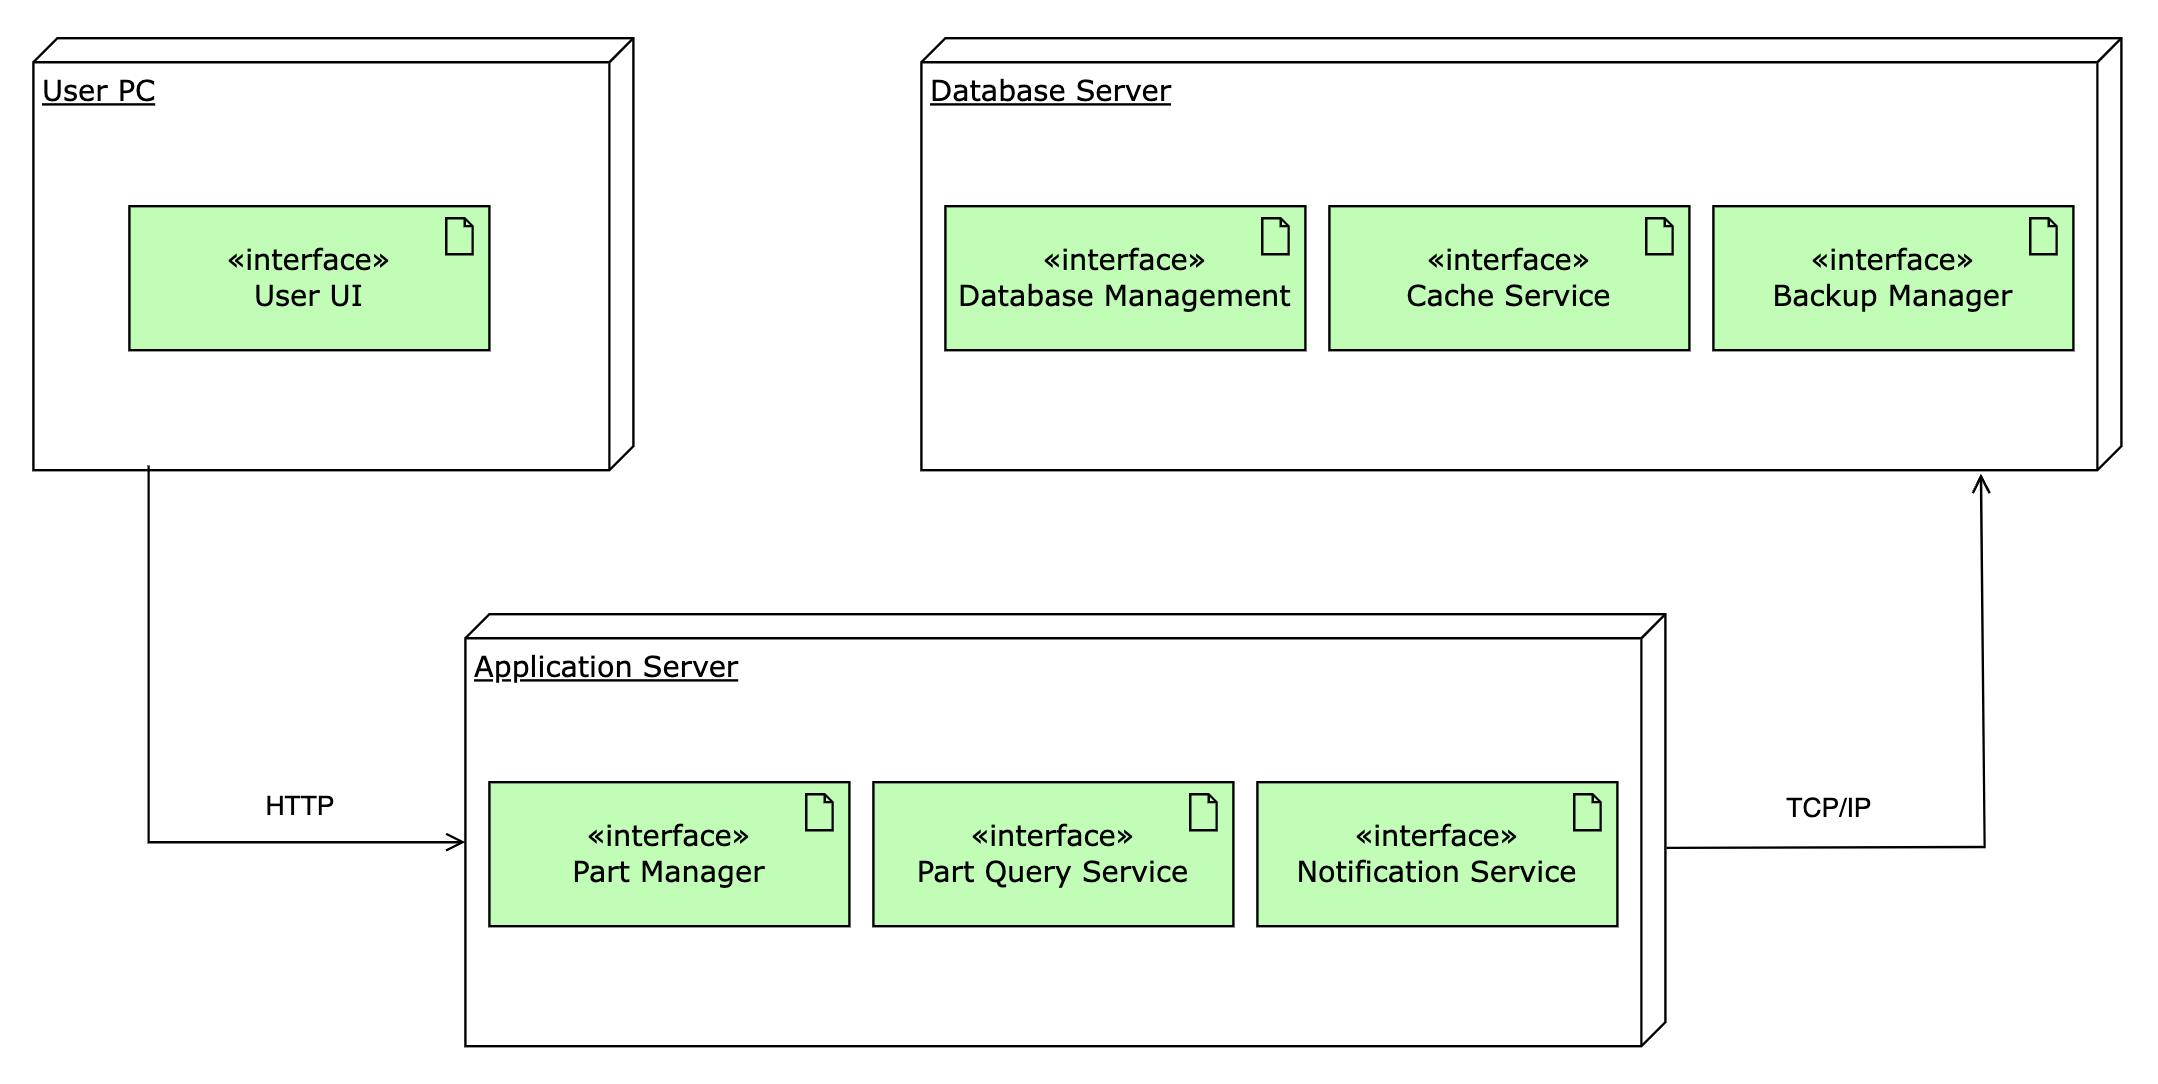 User PC
«interface»
User UI
Database Server
«interface»
Database Management
«interface»
Cache Service
«interface»
Backup Manager
HTTP
Application Server
«interface»
Part Manager
«interface»
Part Query Service
«interface»
Notification Service
TCP/IP